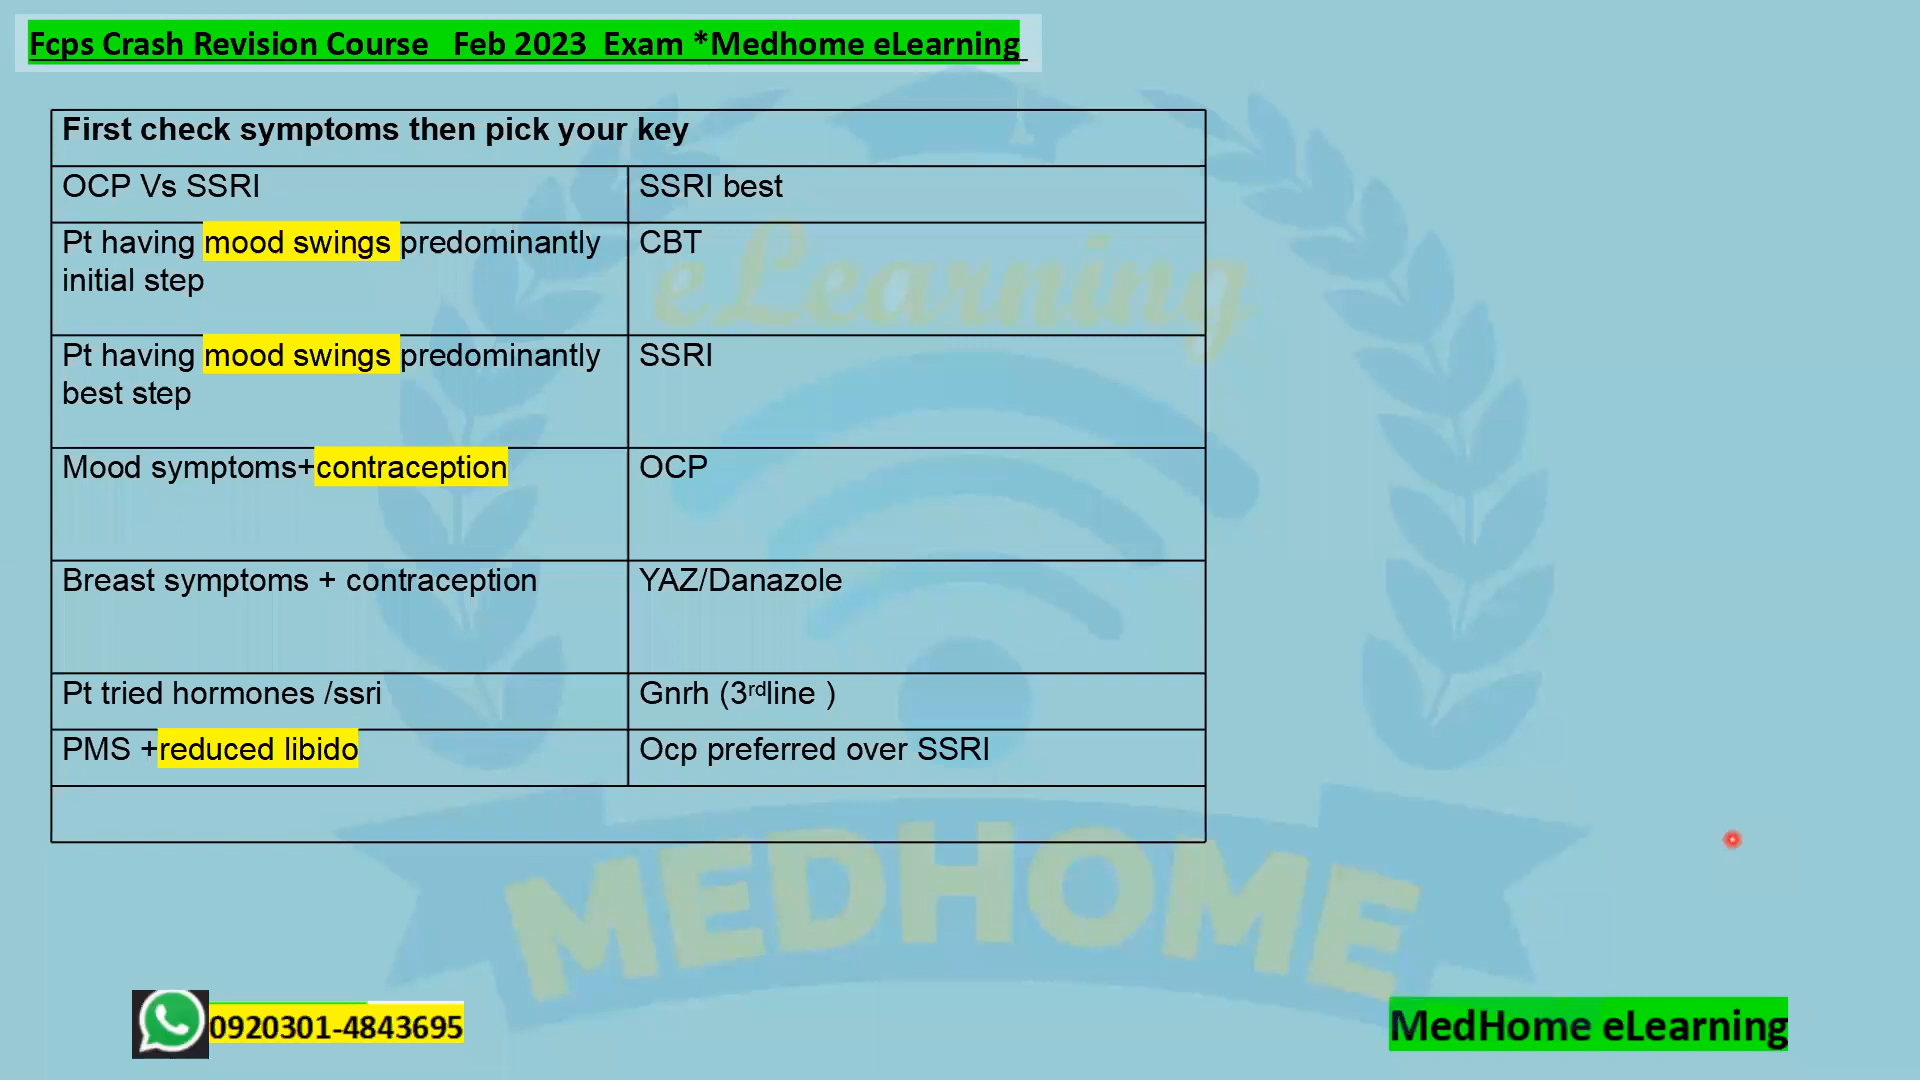 Fcps Crash Revision Course Feb 2023 Exam *Medhome eLearning
First check symptoms then pick your key
OCP Vs SSRI
SSRI best
Pt having mood swings predominantly
initial step
CBT
Pt having mood swings predominantly
best step
SSRI
Mood symptoms+contraception
OCP
Breast symptoms + contraception
YAZ/Danazole
Pt tried hormones /ssri
Gnrh (3rdline )
PMS +reduced libido
Ocp preferred over SSRI
eLearning
MEDHOME
0920301-4843695
MedHome eLearning